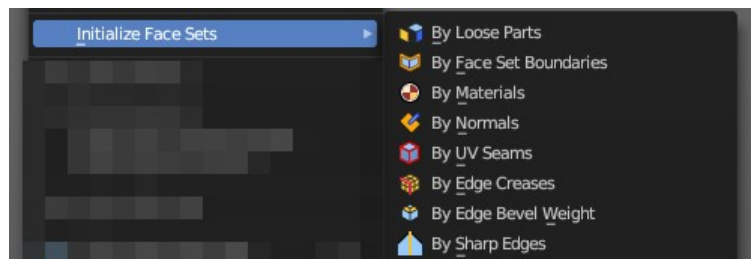 Initialize Face Sets
By Loose Parts
By Face Set Boundaries
By Materials
By Normals
By UV Seams
By Edge Creases
By Edge Bevel Weight
By Sharp Edges